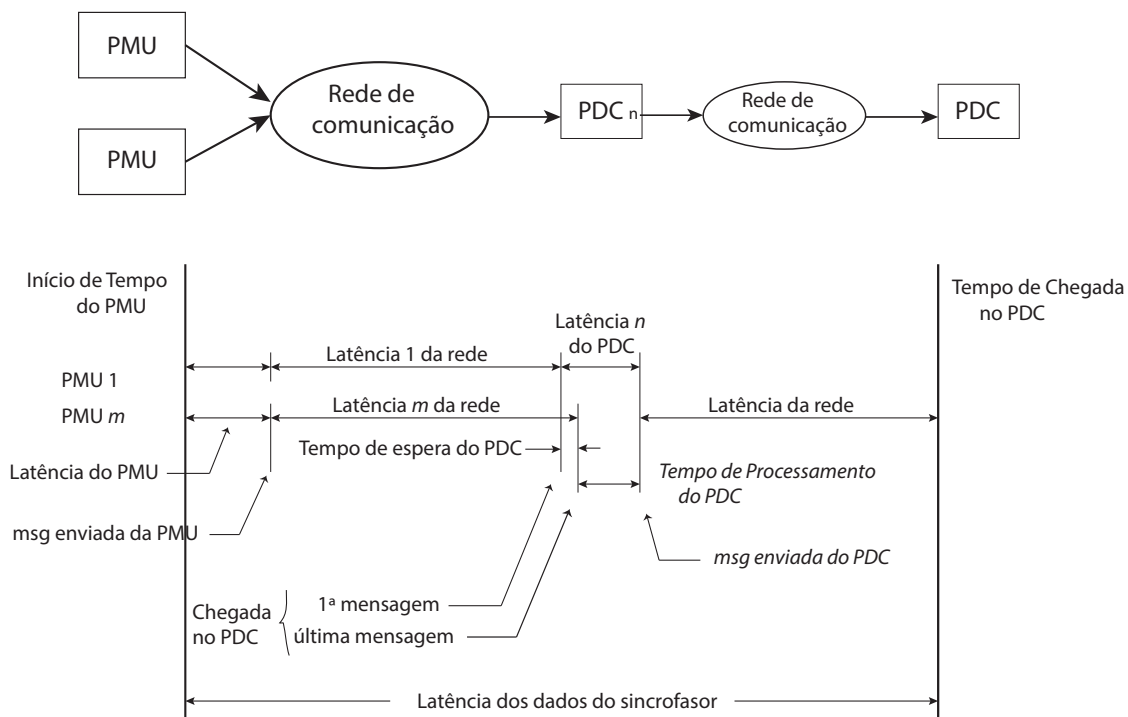 PMU
PMU
Rede de
comunicação
PDC n
Rede de
comunicação
PDC
Início de Tempo
do PMU
Tempo de Chegada
no PDC
Latência n
do PDC
Latência 1 da rede
PMU 1
PMU m
Latência m da rede
Latência da rede
Tempo de espera do PDC
Latência do PMU
Tempo de Processamento
do PDC
msg enviada da PMU
msg enviada do PDC
Chegada
no PDC
1ª mensagem
última mensagem
Latência dos dados do sincrofasor